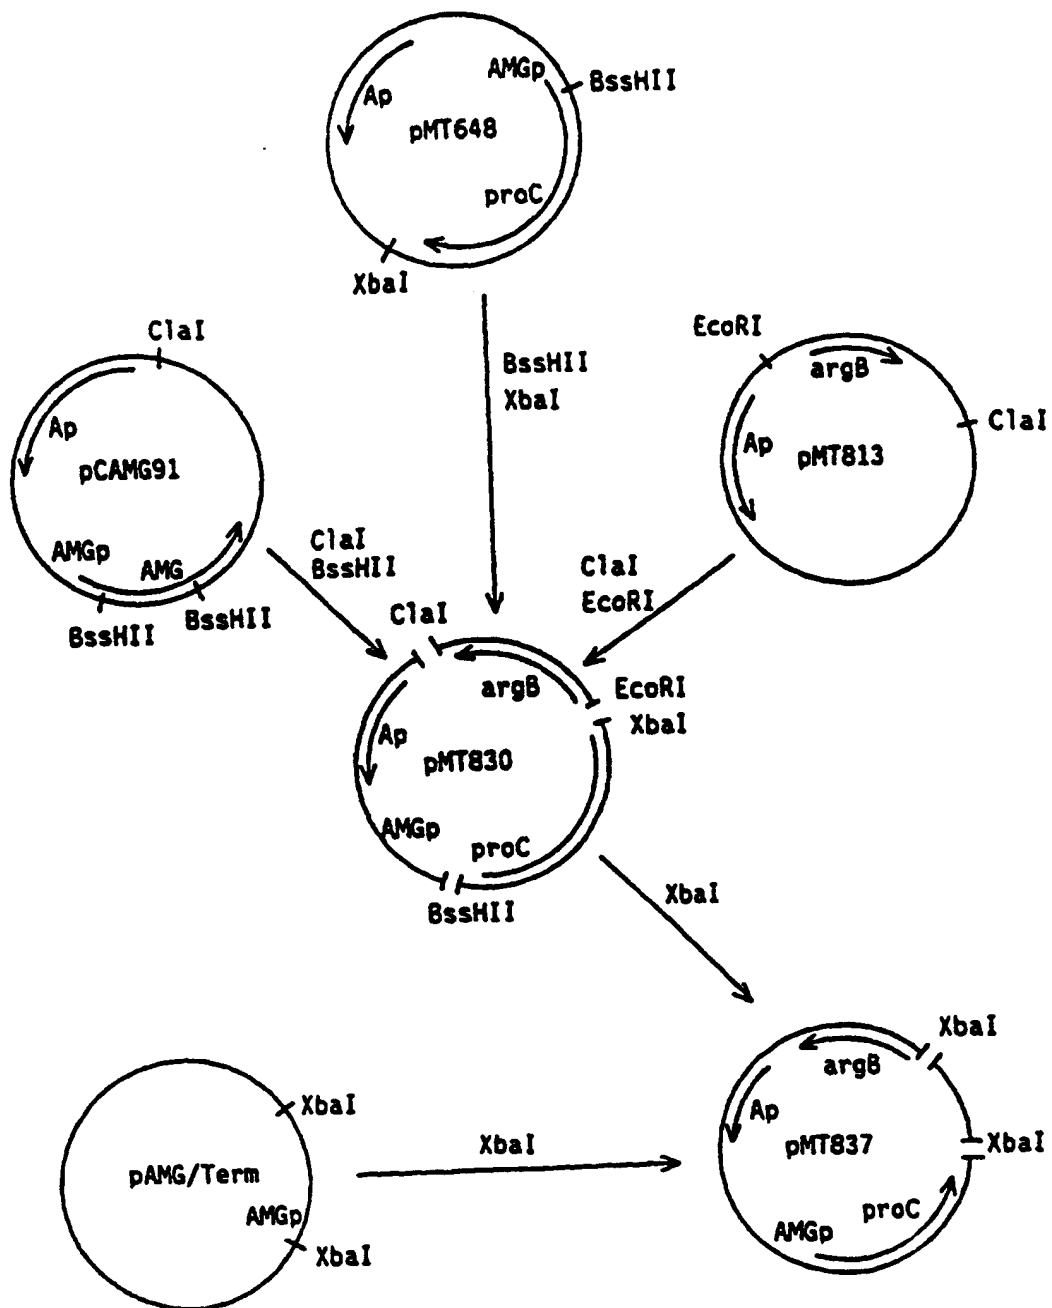 AMGp
BssHII
Ap
pMT648
proC
XbaI
ClaI
EcoRI
argB
BssHII
XbaI
Ap
pCAMG91
Ap
pMT813
ClaI
AMGp
AMG
BssHII
BssHII
ClaI
BssHII
ClaI
EcoRI
ClaI
argB
EcoRI
XbaI
Ap
pMT830
AMGp
proC
BssHII
XbaI
XbaI
argB
XbaI
Ap
pMT837
XbaI
XbaI
pAMG/Term
AMGp
XbaI
proC
AMGp